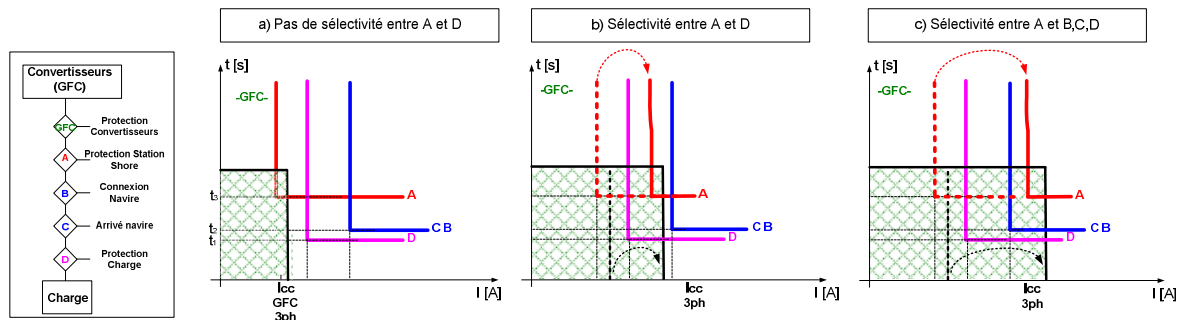 a) Pas de sélectivité entre A et D
b) Sélectivité entre A et D
c) Sélectivité entre A et B,C,D
Convertisseurs
(GFC)
GFC
Protection
Convertisseurs
A
Protection Station
Shore
B
Connexion
Navire
C
Arrivé navire
D
Protection
Charge
Charge
t [s]
-GFC-
t3
t2
t1
A
C B
D
Icc
GFC
3ph
I [A]
t [s]
-GFC-
A
C B
D
Icc
3ph
I [A]
t [s]
-GFC-
A
C B
D
Icc
3ph
I [A]